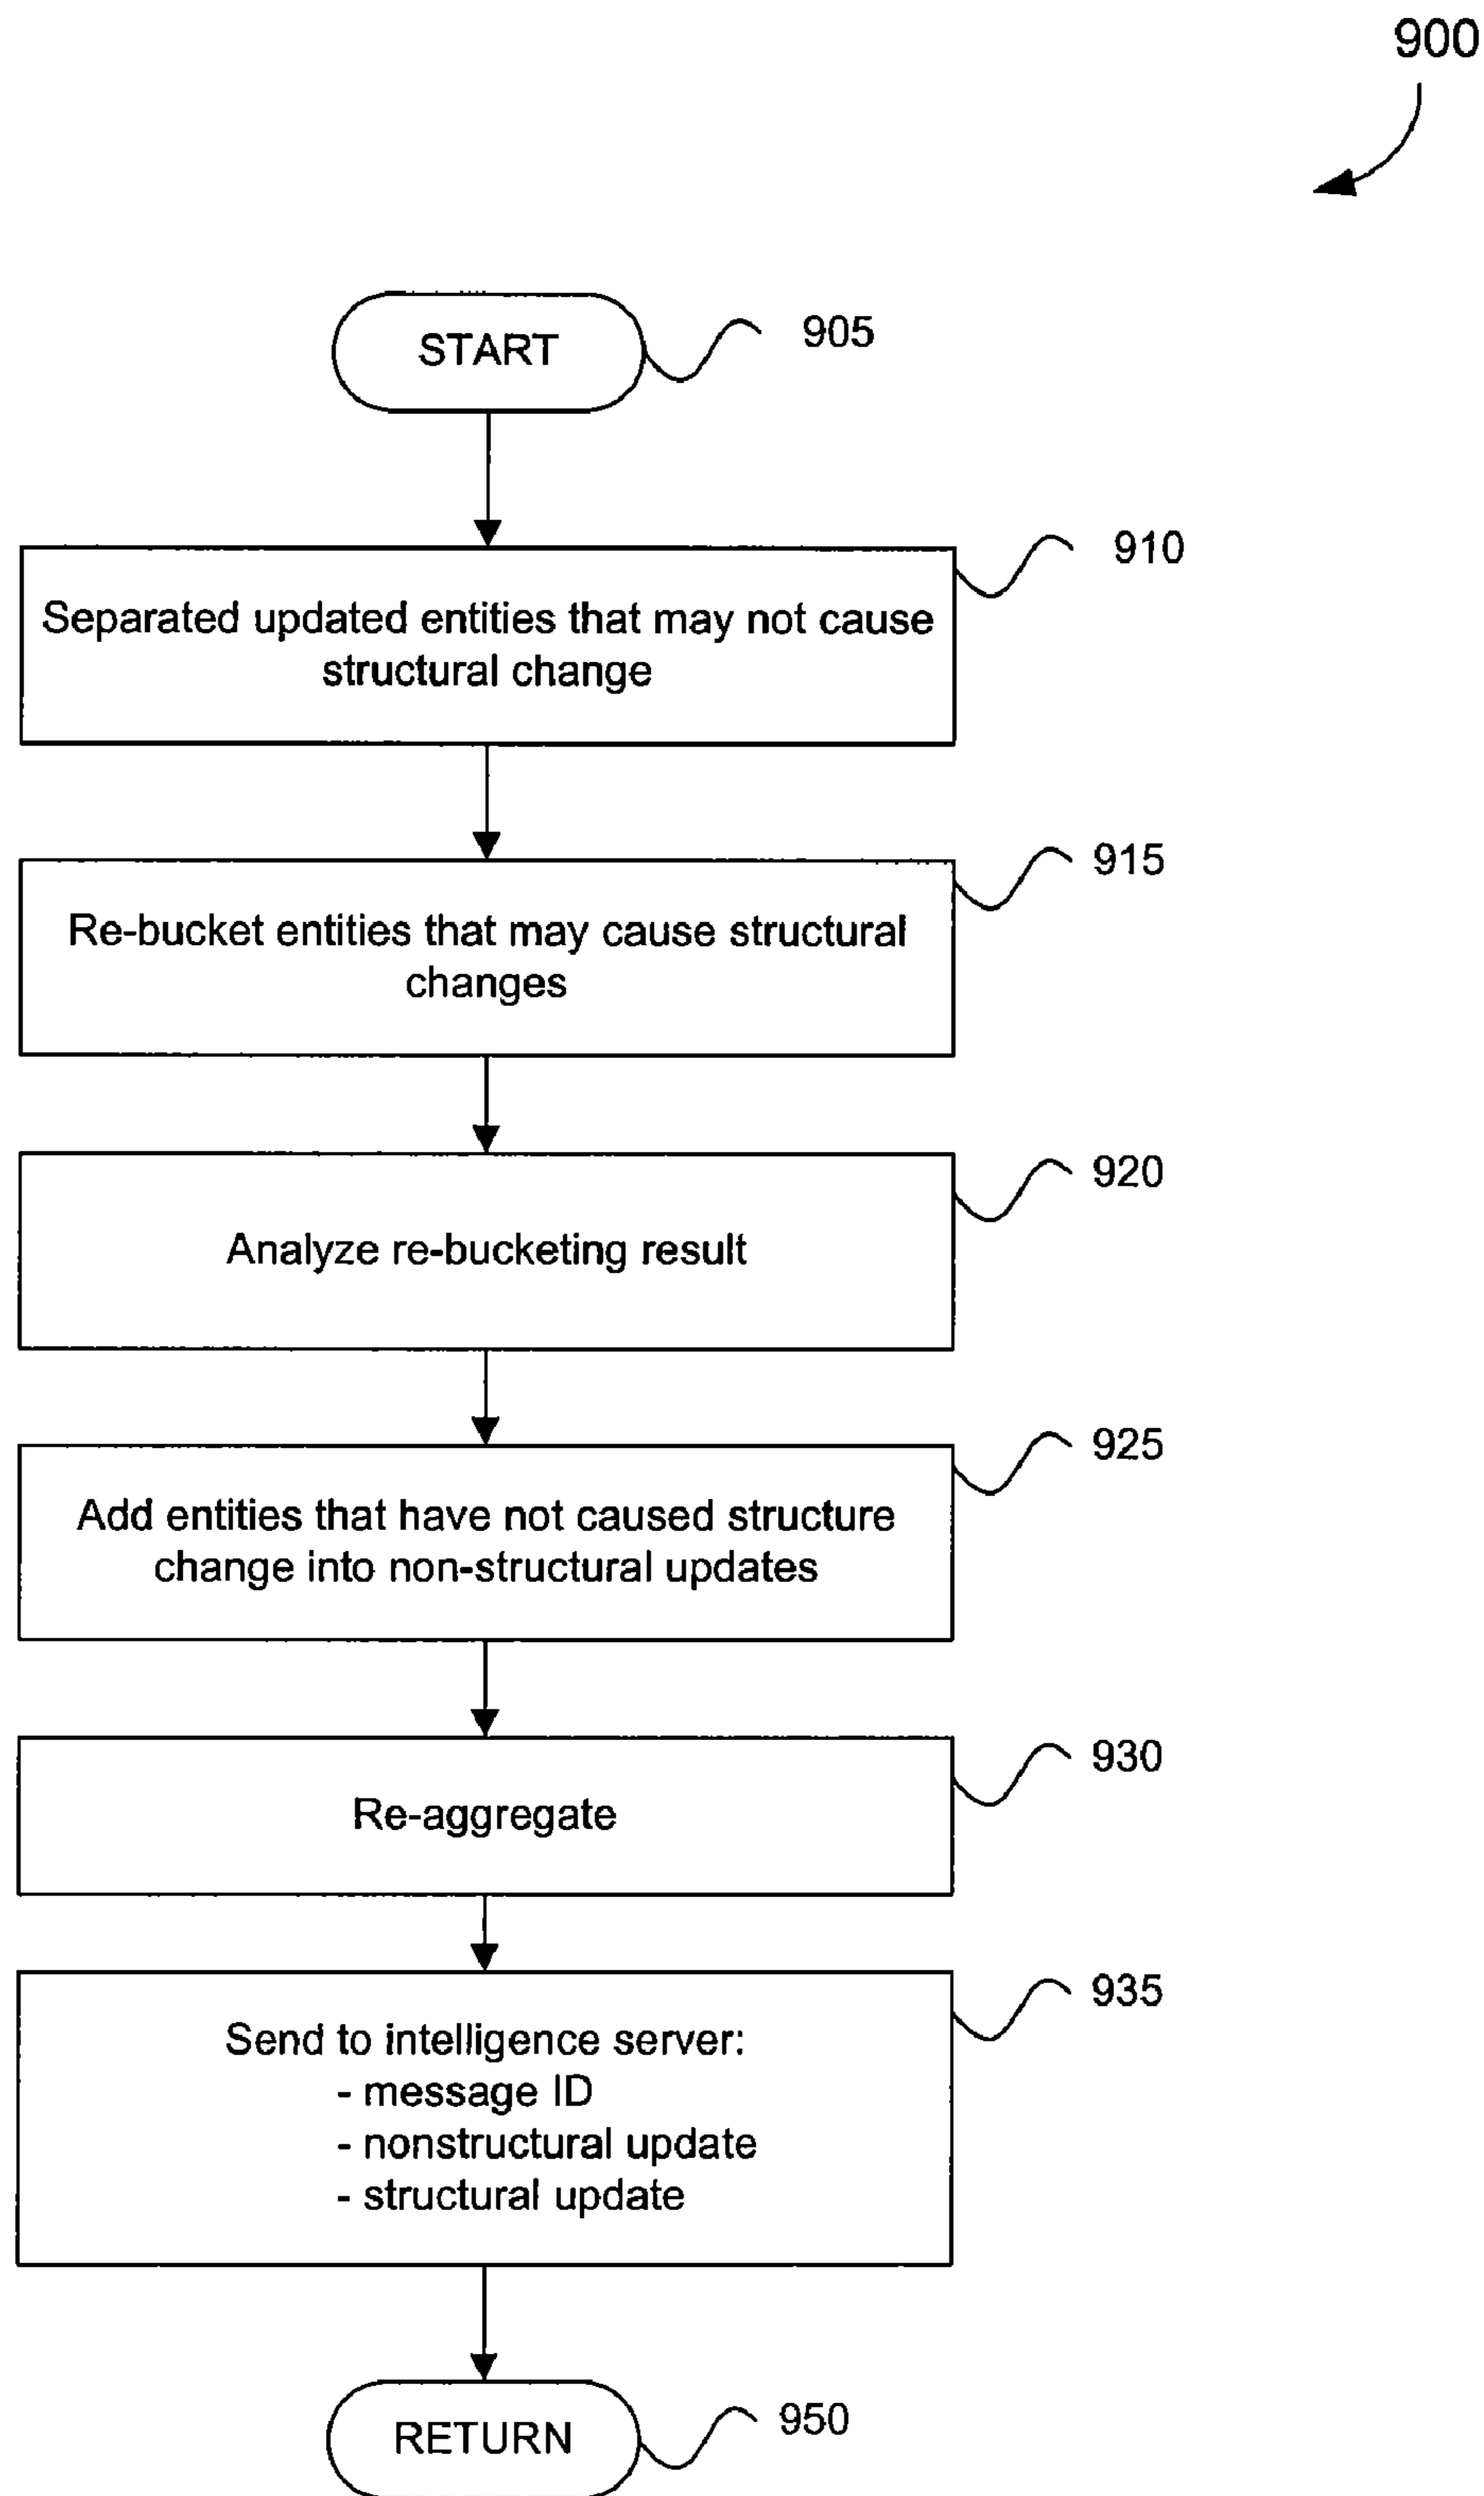 900
START
905
910
Separated updated entities that may not cause
structural change
915
Re-bucket entities that may cause structural
changes
920
Analyze re-bucketing result
925
Add entities that have not caused structure
change into non-structural updates
930
Re-aggregate
935
Send to intelligence server:
- message ID
- nonstructural update
- structural update
RETURN
950